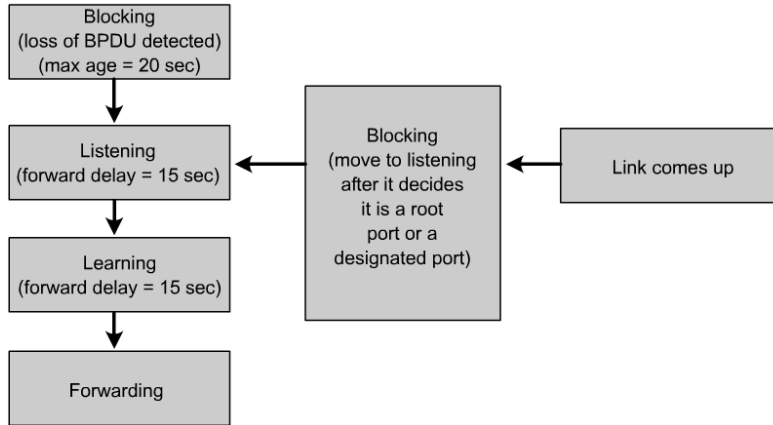 Blocking
(loss of BPDU detected)
(max age = 20 sec)
Listening
(forward delay = 15 sec)
Learning
(forward delay = 15 sec)
Forwarding
Blocking
(move to listening
after it decides
it is a root
port or a
designated port)
Link comes up